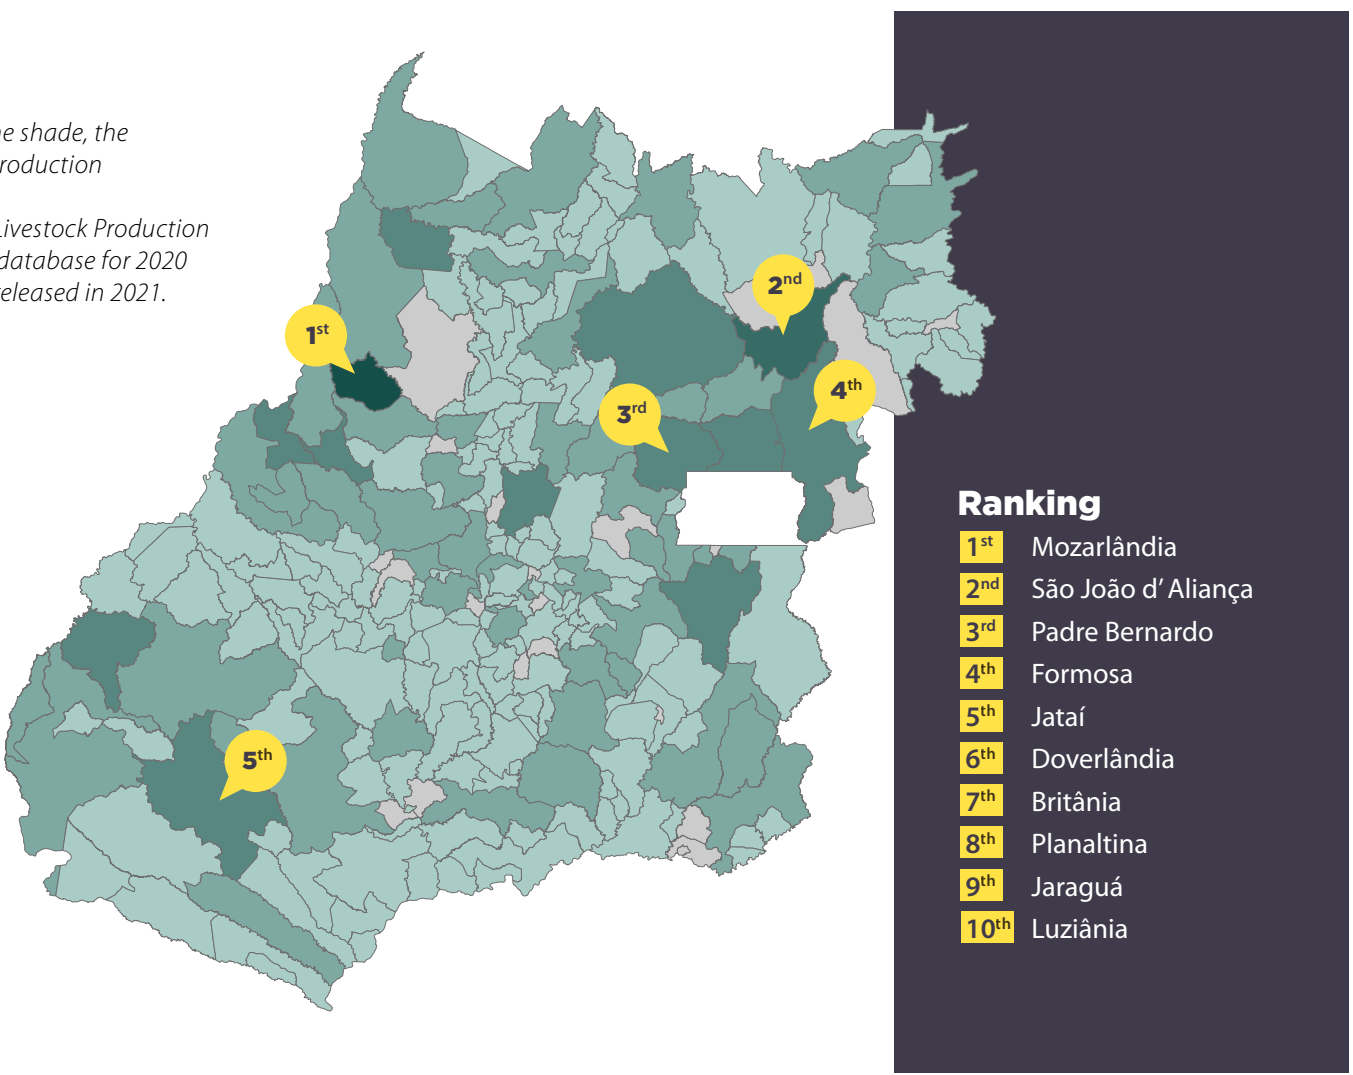 ne shade, the
roduction
Livestock Production
database for 2020
released in 2021.
1st
2nd
3rd
4th
5th
Ranking
1st Mozarlândia
2nd São João d’ Aliança
3rd Padre Bernardo
4th Formosa
5th Jataí
6th Doverlândia
7th Britânia
8th Planaltina
9th Jaraguá
10th Luziânia